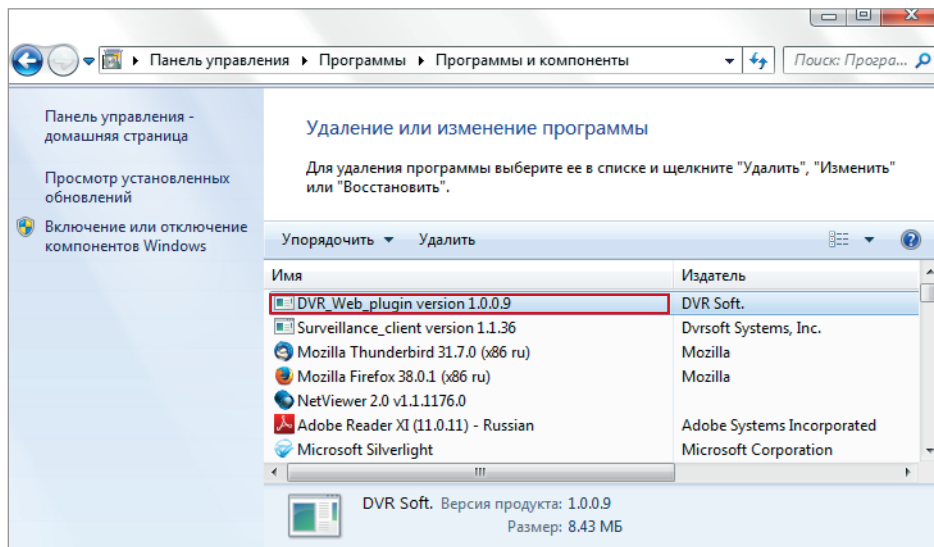 Панель управления ▸ Программы ▸ Программы и компоненты
Поиск: Програ...
Панель управления -
домашняя страница
Просмотр установленных
обновлений
Включение или отключение
компонентов Windows
Удаление или изменение программы
Для удаления программы выберите ее в списке и щелкните "Удалить", "Изменить"
или "Восстановить".
Упорядочить ▾ Удалить
Имя Издатель
DVR_Web_plugin version 1.0.0.9 DVR Soft.
Surveillance_client version 1.1.36 Dvrsoft Systems, Inc.
Mozilla Thunderbird 31.7.0 (x86 ru) Mozilla
Mozilla Firefox 38.0.1 (x86 ru) Mozilla
NetViewer 2.0 v1.1.1176.0
Adobe Reader XI (11.0.11) - Russian Adobe Systems Incorporated
Microsoft Silverlight Microsoft Corporation
DVR Soft. Версия продукта: 1.0.0.9
Размер: 8.43 МБ